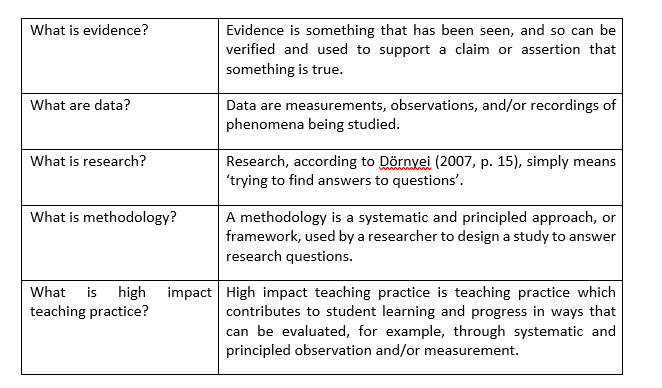 What is evidence?
Evidence is something that has been seen, and so can be
verified and used to support a claim or assertion that
something is true.
What are data?
Data are measurements, observations, and/or recordings of
phenomena being studied.
What is research?
Research, according to Dörnyei (2007, p. 15), simply means
‘trying to find answers to questions’.
What is methodology?
A methodology is a systematic and principled approach, or
framework, used by a researcher to design a study to answer
research questions.
What is high impact
teaching practice?
High impact teaching practice is teaching practice which
contributes to student learning and progress in ways that
can be evaluated, for example, through systematic and
principled observation and/or measurement.